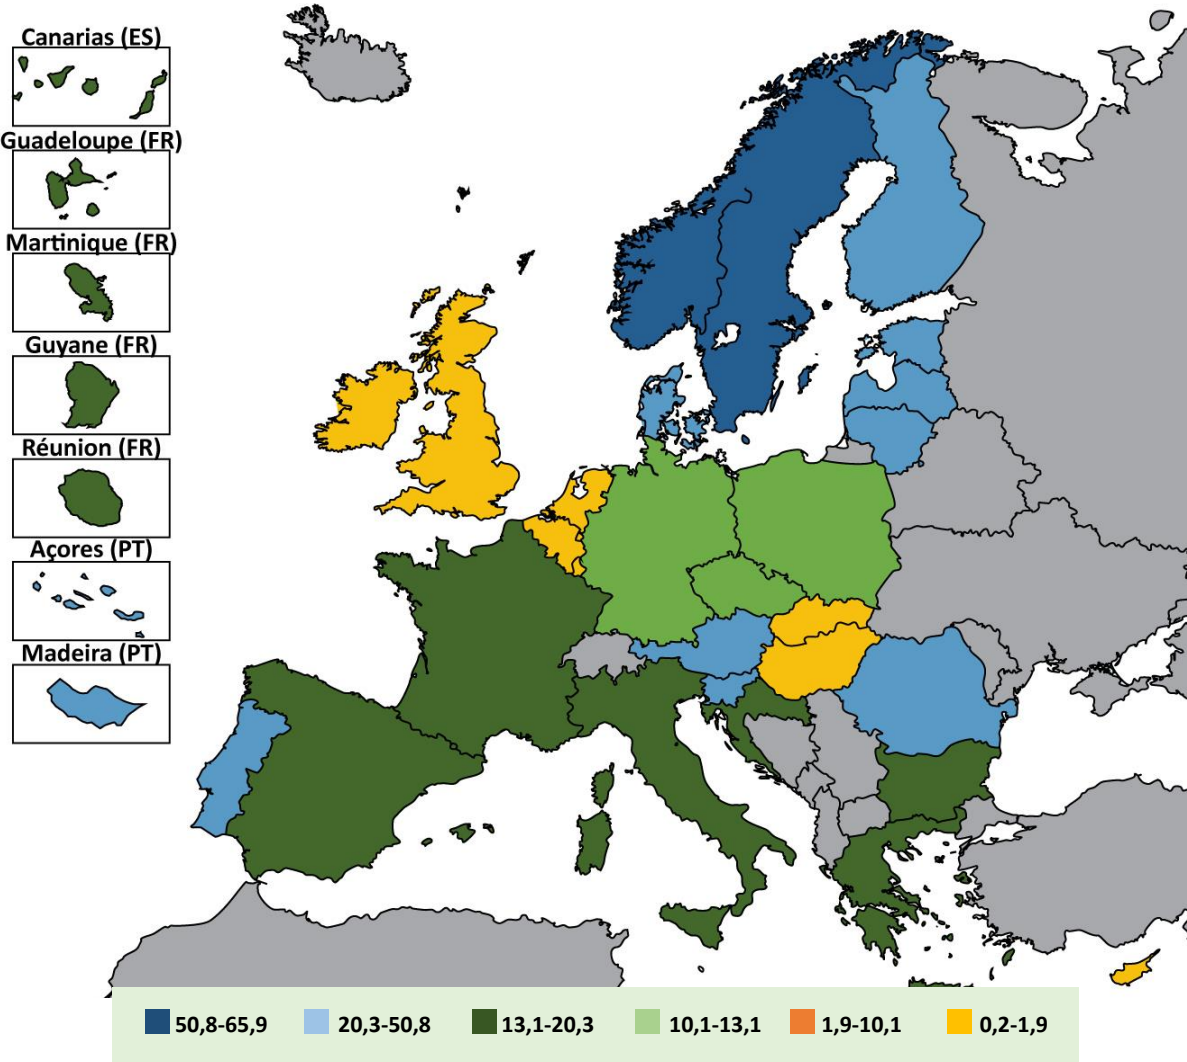 Canarias (ES)
Guadeloupe (FR)
Martinique (FR)
Guyane (FR)
Réunion (FR)
Açores (PT)
Madeira (PT)
50,8-65,9 20,3-50,8 13,1-20,3 10,1-13,1 1,9-10,1 0,2-1,9